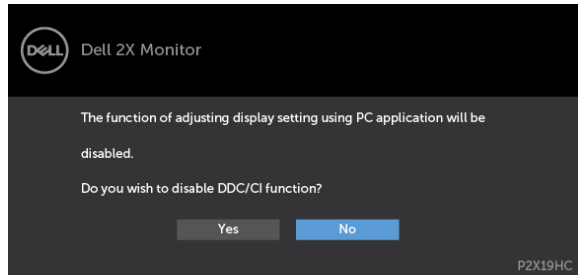 DELL
Dell 2X Monitor
The function of adjusting display setting using PC application will be
disabled.
Do you wish to disable DDC/CI function?
Yes
No
P2X19HC